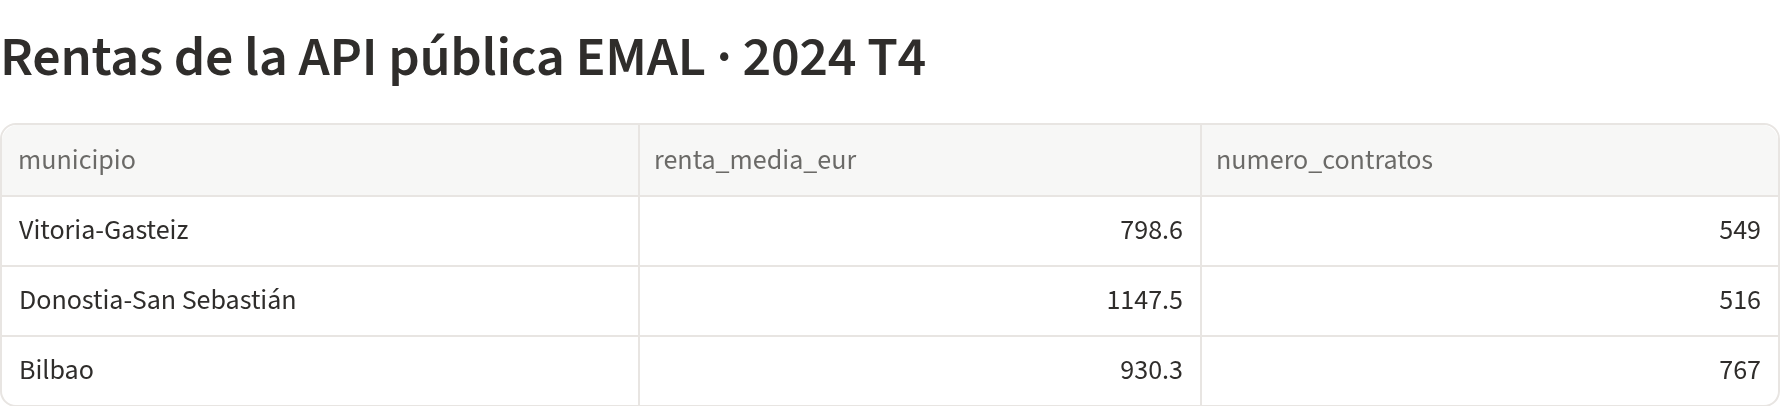 Rentas de la API pública EMAL · 2024 T4
municipio renta_media_eur numero_contratos
Vitoria-Gasteiz 798.6 549
Donostia-San Sebastián 1147.5 516
Bilbao 930.3 767